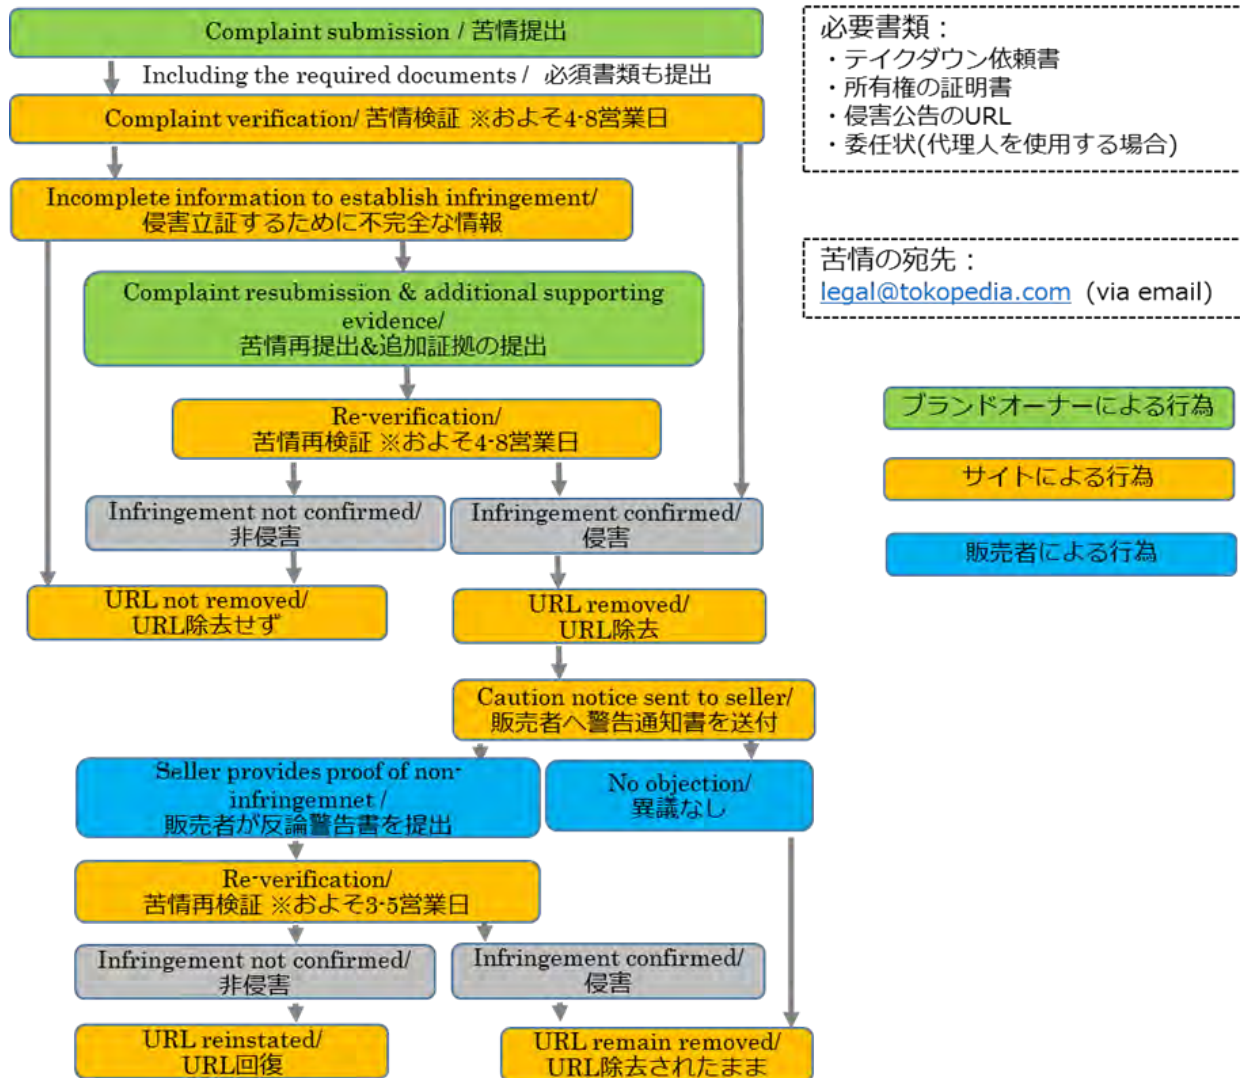 Complaint submission / 苦情提出
Including the required documents / 必須書類も提出
Complaint verification/ 苦情検証 ※およそ4-8営業日
Incomplete information to establish infringement/
侵害立証するために不完全な情報
Complaint resubmission & additional supporting
evidence/
苦情再提出&追加証拠の提出
Re-verification/
苦情再検証 ※およそ4-8営業日
Infringement not confirmed/
非侵害
Infringement confirmed/
侵害
URL not removed/
URL除去せず
URL removed/
URL除去
Caution notice sent to seller/
販売者へ警告通知書を送付
Seller provides proof of non-
infringemnet /
販売者が反論警告書を提出
No objection/
異議なし
Re-verification/
苦情再検証 ※およそ3-5営業日
Infringement not confirmed/
非侵害
Infringement confirmed/
侵害
URL reinstated/
URL回復
URL remain removed/
URL除去されたまま
必要書類：
・テイクダウン依頼書
・所有権の証明書
・侵害公告のURL
・委任状(代理人を使用する場合)
苦情の宛先：
legal@tokopedia.com (via email)
ブランドオーナーによる行為
サイトによる行為
販売者による行為